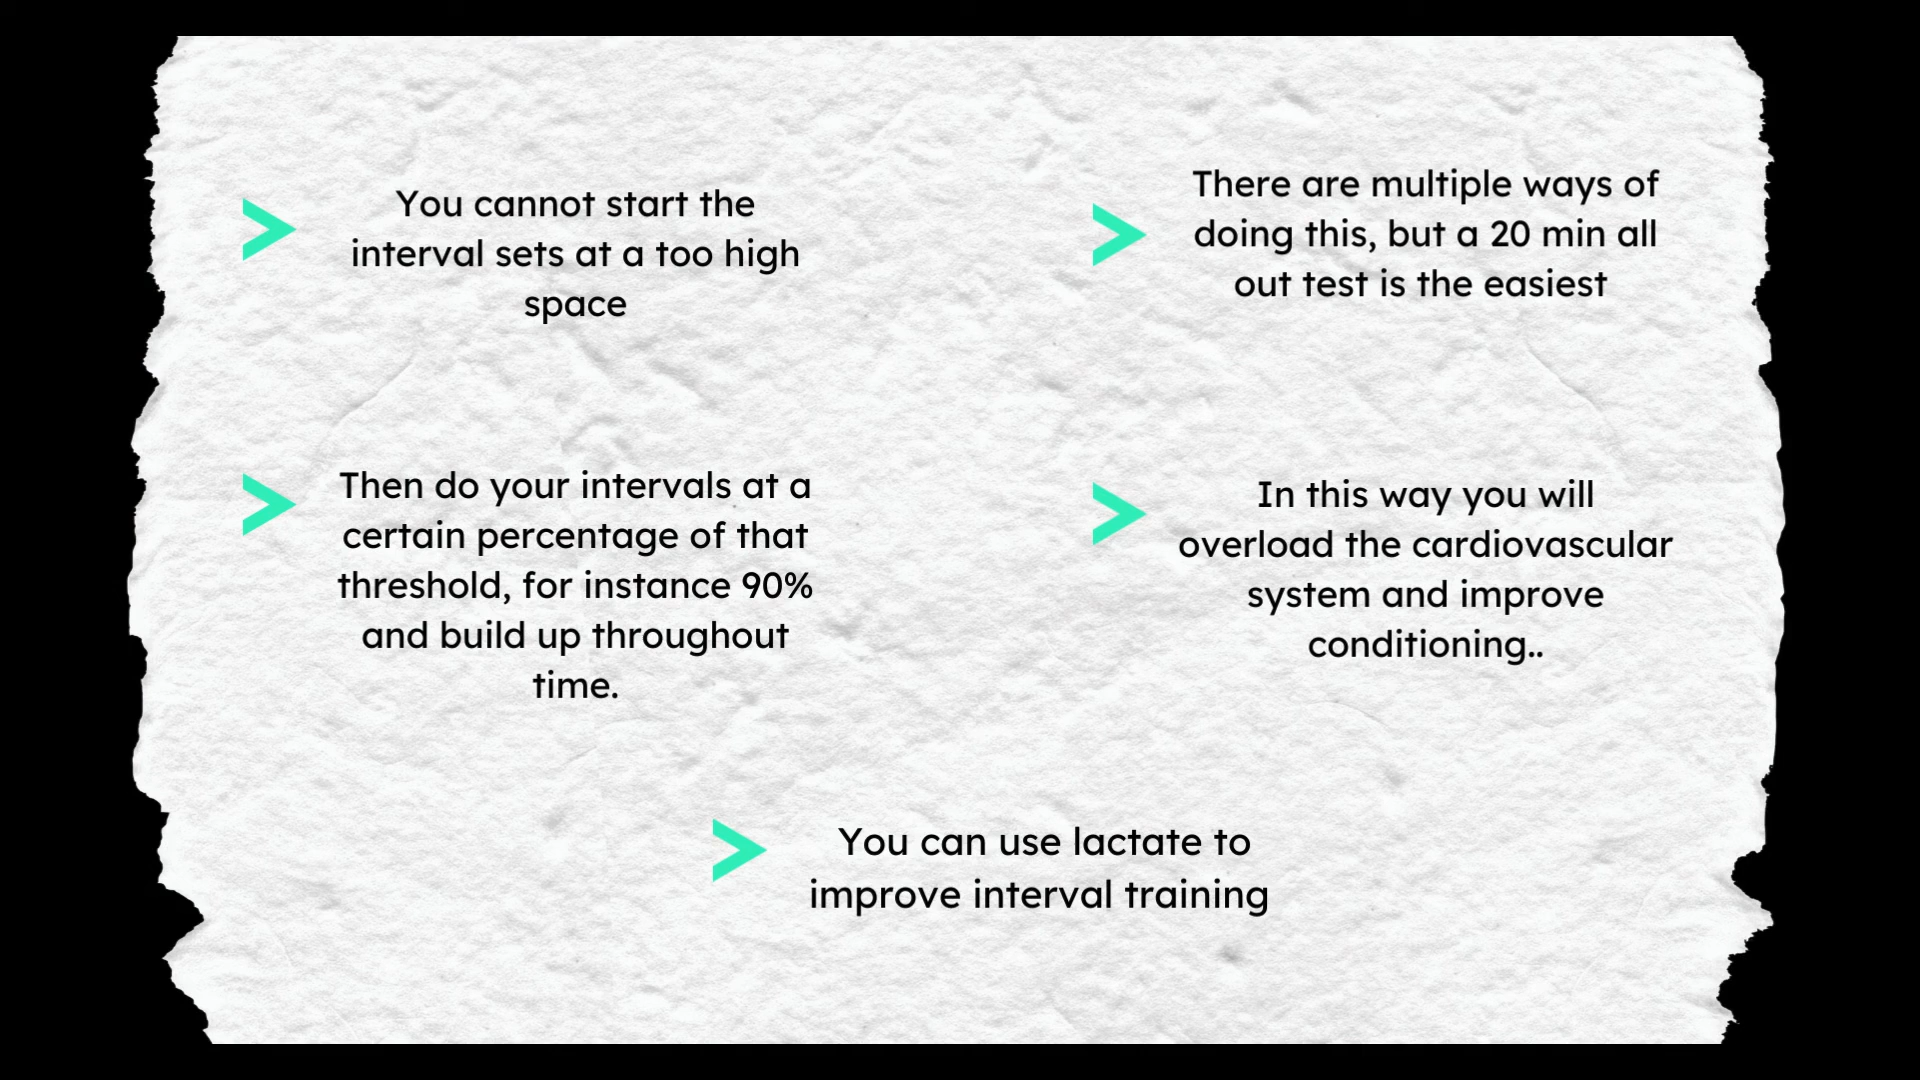 You cannot start the
interval sets at a too high
space
There are multiple ways of
doing this, but a 20 min all
out test is the easiest
Then do your intervals at a
certain percentage of that
threshold, for instance 90%
and build up throughout
time.
In this way you will
overload the cardiovascular
system and improve
conditioning..
You can use lactate to
improve interval training